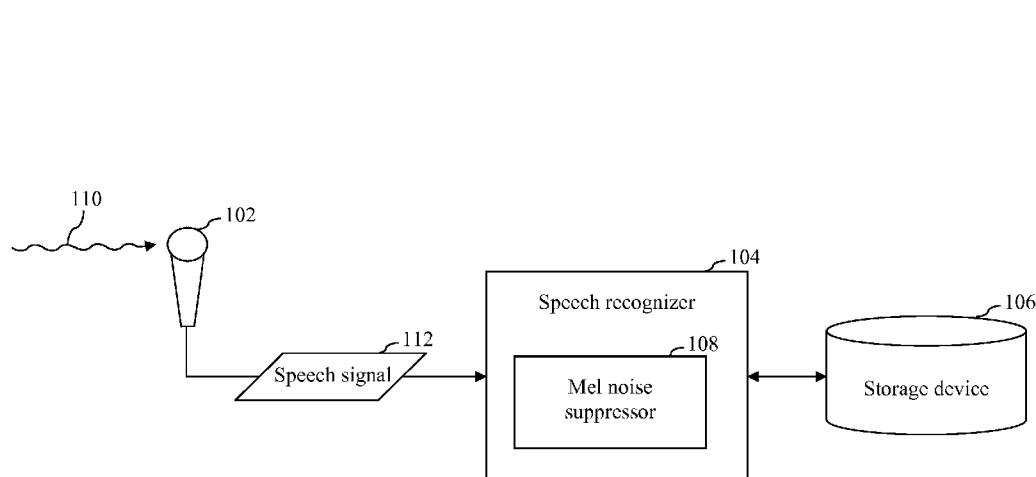 110
102
104
Speech recognizer
106
112
Speech signal
108
Mel noise
suppressor
Storage device